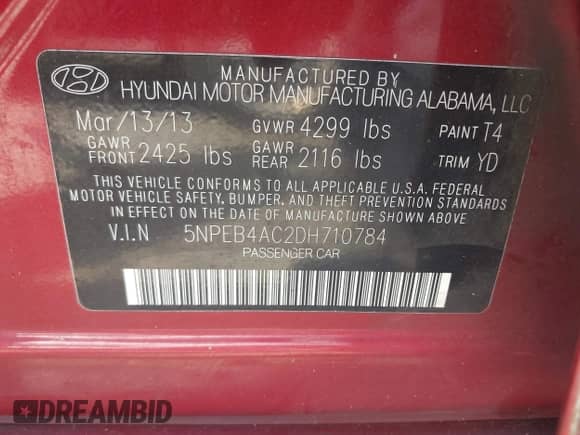 MANUFACTURED BY
HYUNDAI MOTOR MANUFACTURING ALABAMA, LLC
Mar/13/13 GVWR 4299 lbs PAINT T4
GAWR FRONT 2425 lbs GAWR REAR 2116 lbs TRIM YD
THIS VEHICLE CONFORMS TO ALL APPLICABLE U.S.A. FEDERAL
MOTOR VEHICLE SAFETY, BUMPER, AND THEFT PREVENTION STANDARDS
IN EFFECT ON THE DATE OF MANUFACTURE SHOWN ABOVE.
V.I.N 5NPEB4AC2DH710784
PASSENGER CAR
DREAMBID